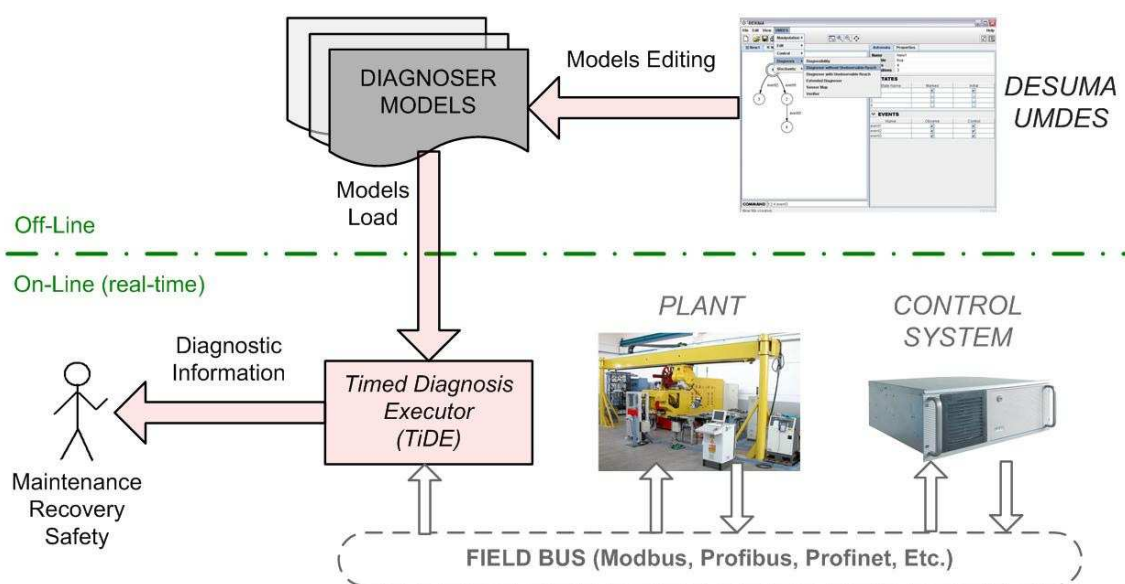 DIAGNOSER
MODELS
Models Editing
DESUMA
UMDES
Models
Load
Off-Line
On-Line (real-time)
PLANT
CONTROL
SYSTEM
Diagnostic
Information
Timed Diagnosis
Executor
(TiDE)
Maintenance
Recovery
Safety
FIELD BUS (Modbus, Profibus, Profinet, Etc.)